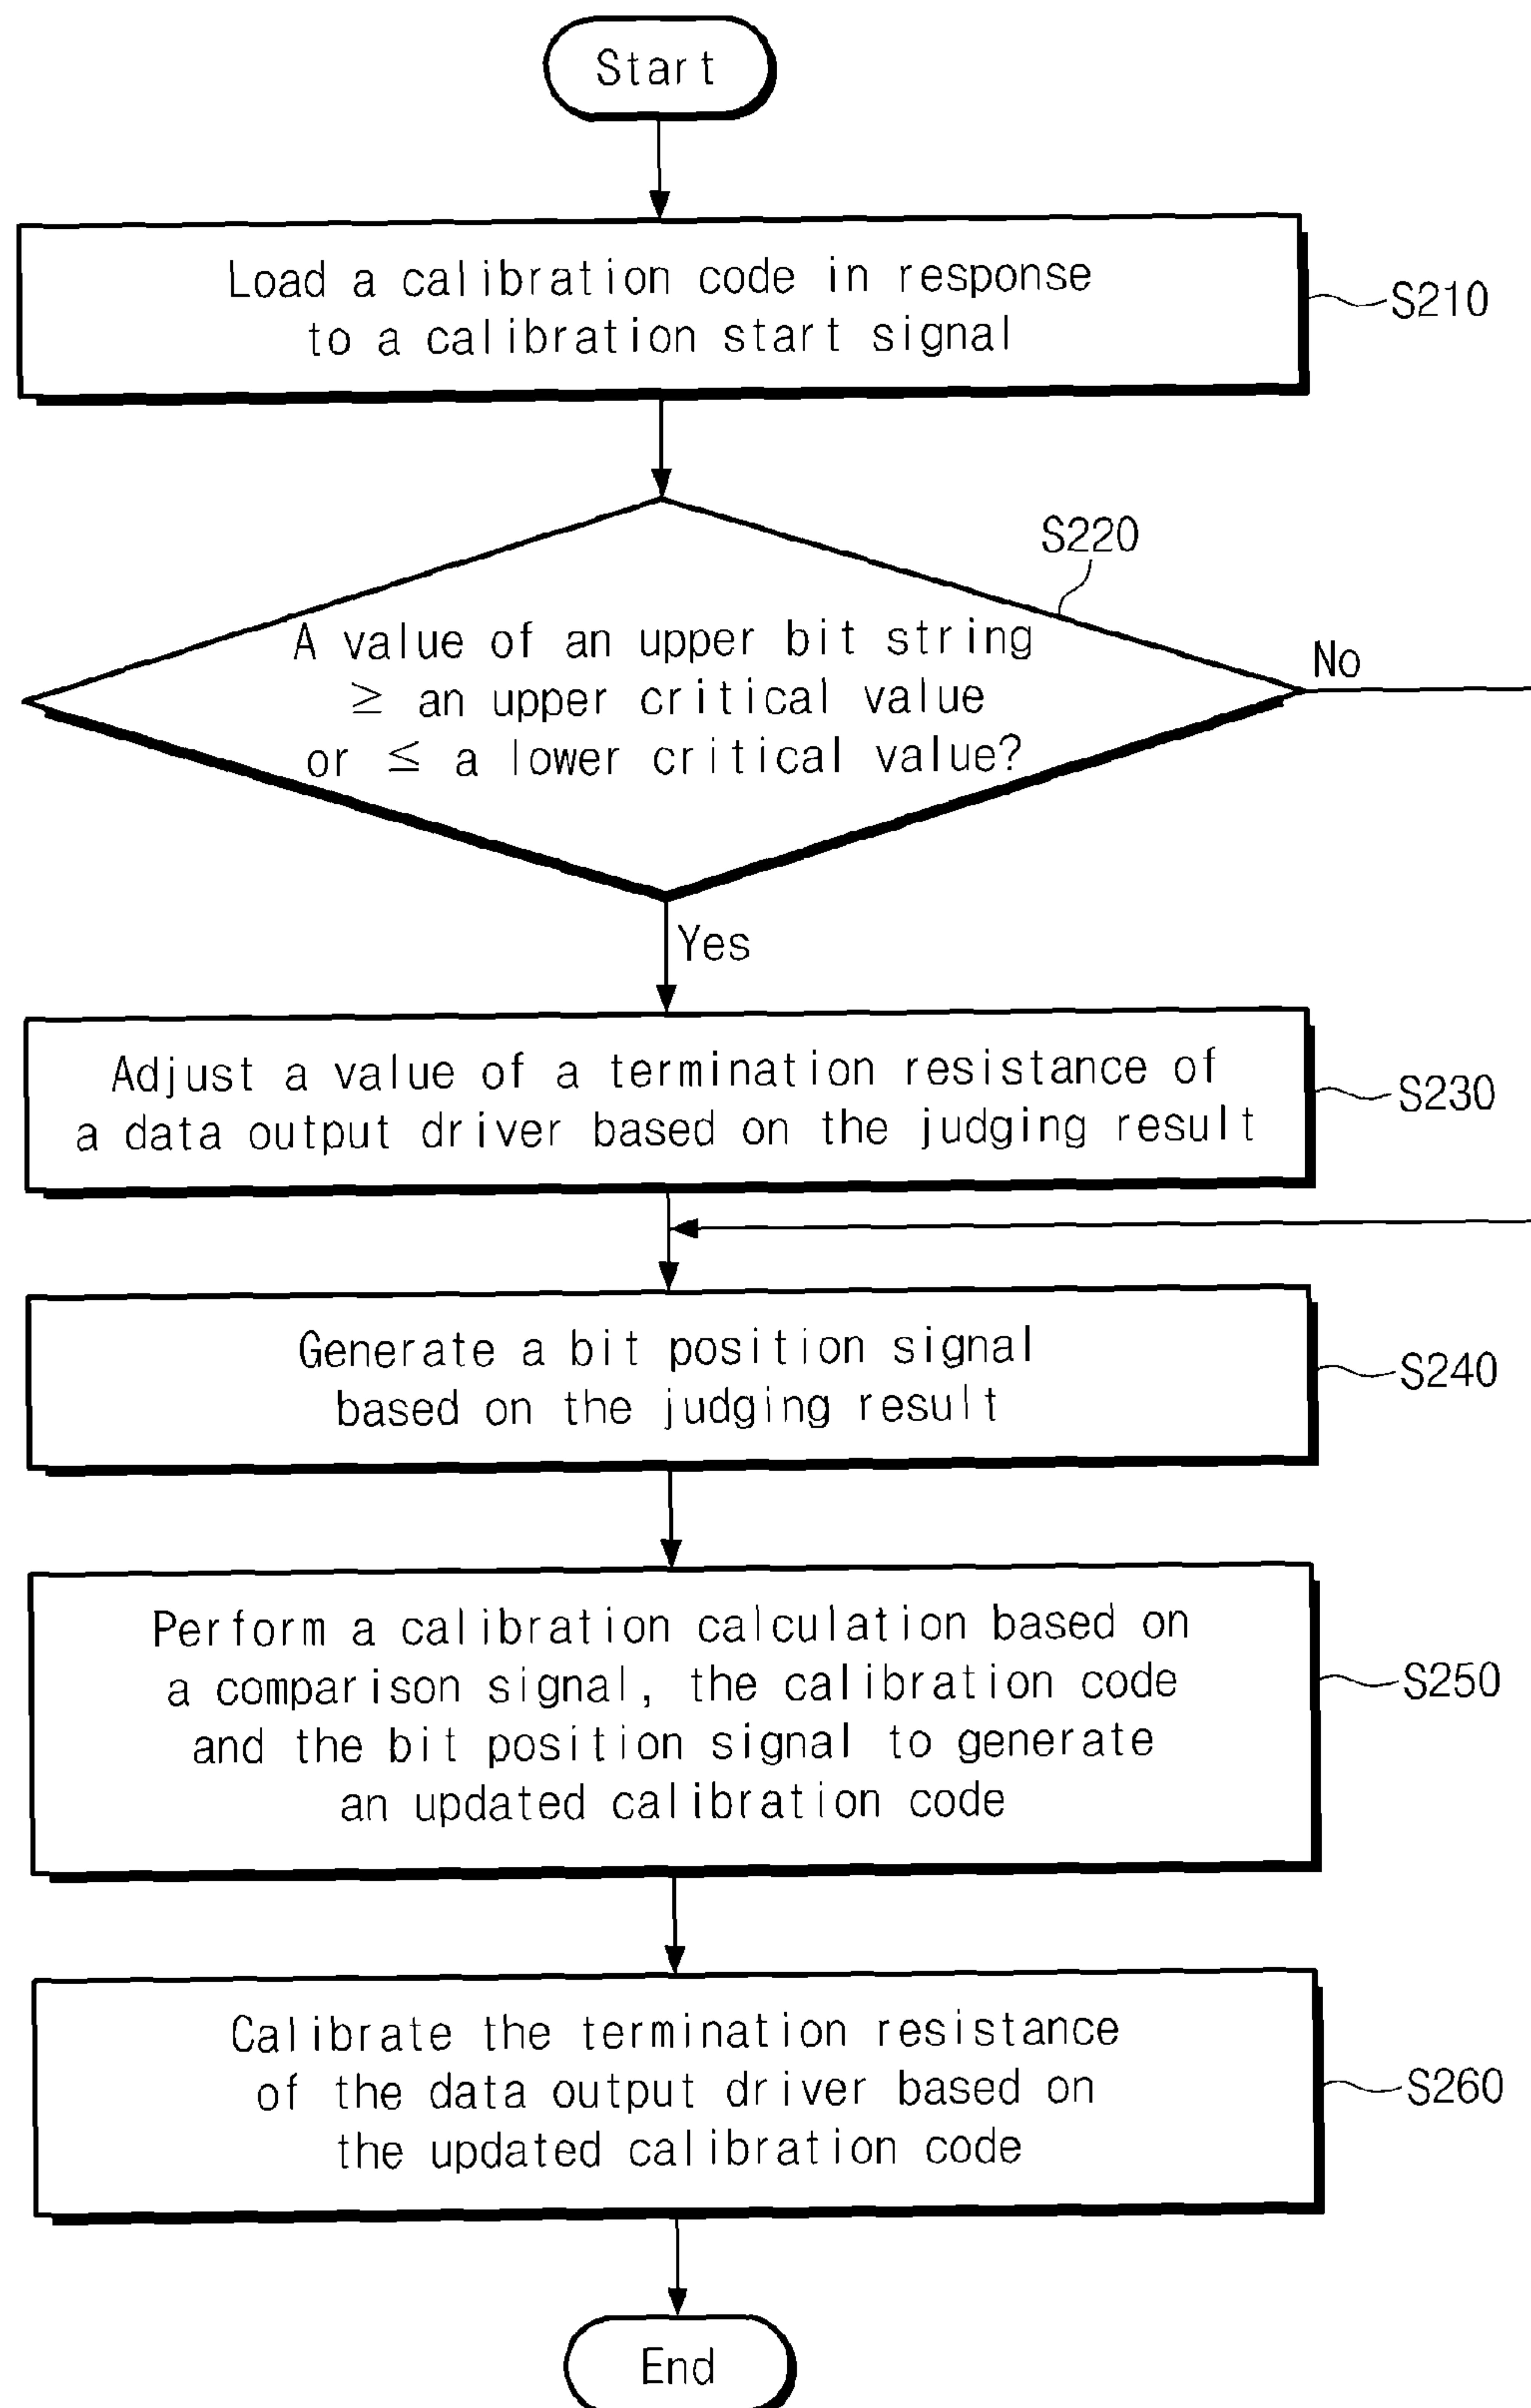 Start
Load a calibration code in response
to a calibration start signal
S210
S220
A value of an upper bit string
≥ an upper critical value
or ≤ a lower critical value?
No
Yes
Adjust a value of a termination resistance of
a data output driver based on the judging result
S230
Generate a bit position signal
based on the judging result
S240
Perform a calibration calculation based on
a comparison signal, the calibration code
and the bit position signal to generate
an updated calibration code
S250
Calibrate the termination resistance
of the data output driver based on
the updated calibration code
S260
End